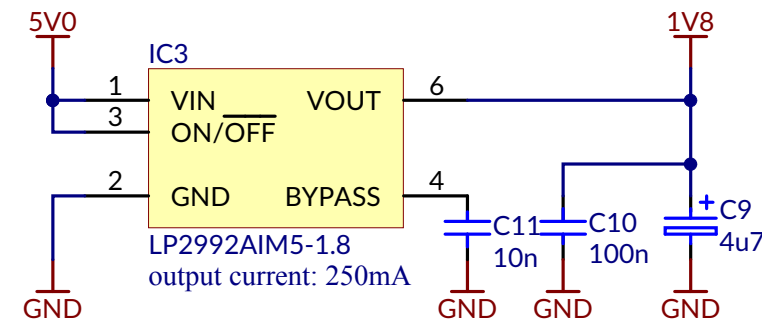 5V0
1V8
IC3
1
VIN
VOUT
6
3
ON/OFF
2
GND
BYPASS
4
LP2992AIM5-1.8
output current: 250mA
C11
10n
C10
100n
+
C9
4u7
GND
GND
GND
GND